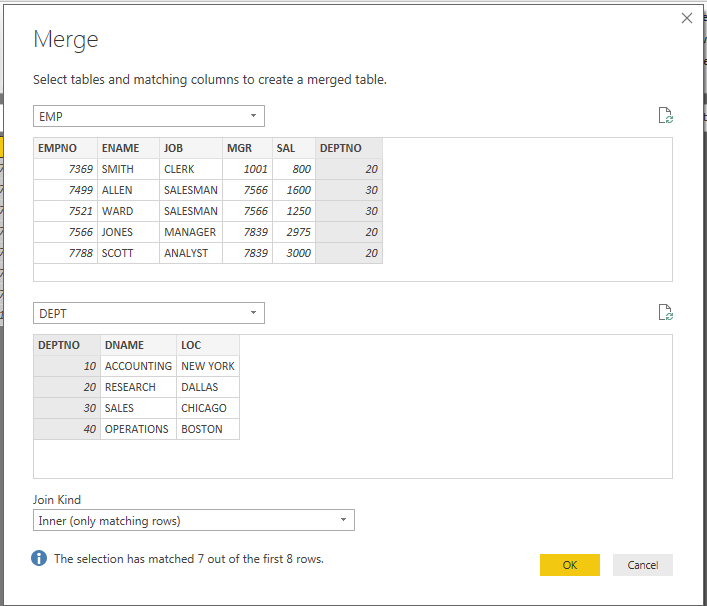 Merge
Select tables and matching columns to create a merged table.
EMP
EMPNO ENAME JOB MGR SAL DEPTNO
7369 SMITH CLERK 1001 800 20
7499 ALLEN SALESMAN 7566 1600 30
7521 WARD SALESMAN 7566 1250 30
7566 JONES MANAGER 7839 2975 20
7788 SCOTT ANALYST 7839 3000 20
DEPT
DEPTNO DNAME LOC
10 ACCOUNTING NEW YORK
20 RESEARCH DALLAS
30 SALES CHICAGO
40 OPERATIONS BOSTON
Join Kind
Inner (only matching rows)
The selection has matched 7 out of the first 8 rows.
OK Cancel